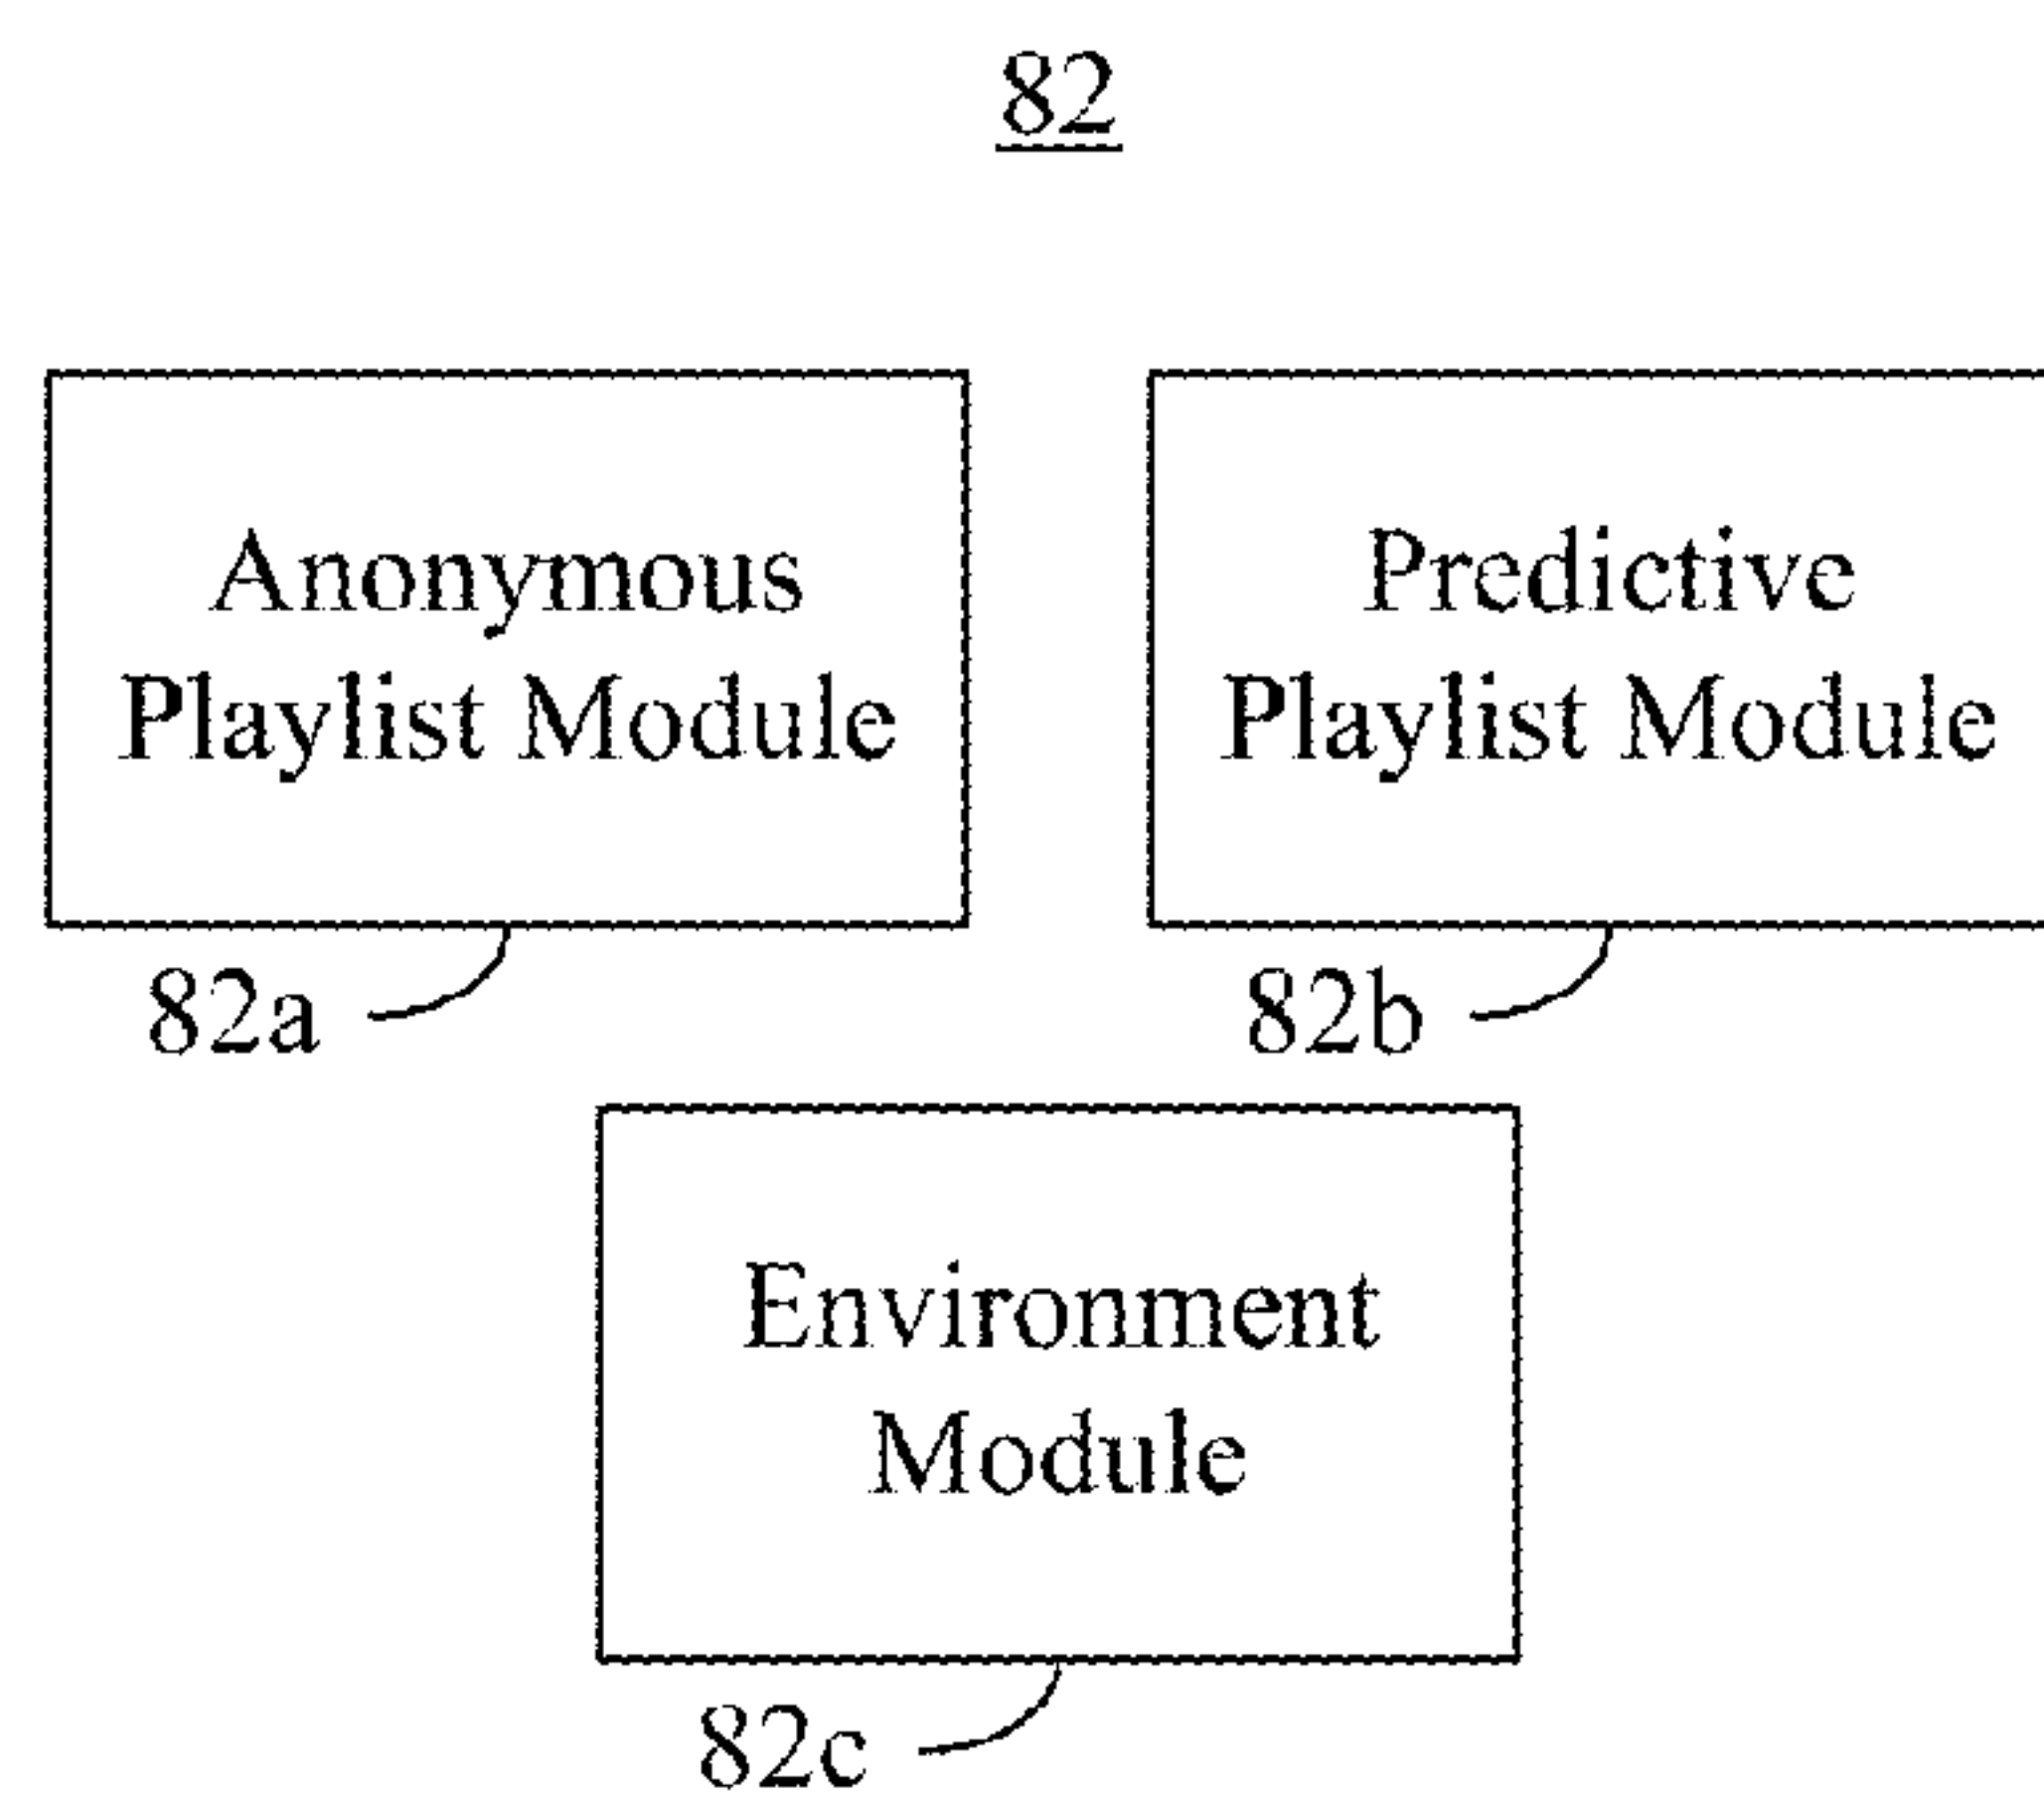 82
Anonymous
Playlist Module
Predictive
Playlist Module
82a
82b
Environment
Module
82c